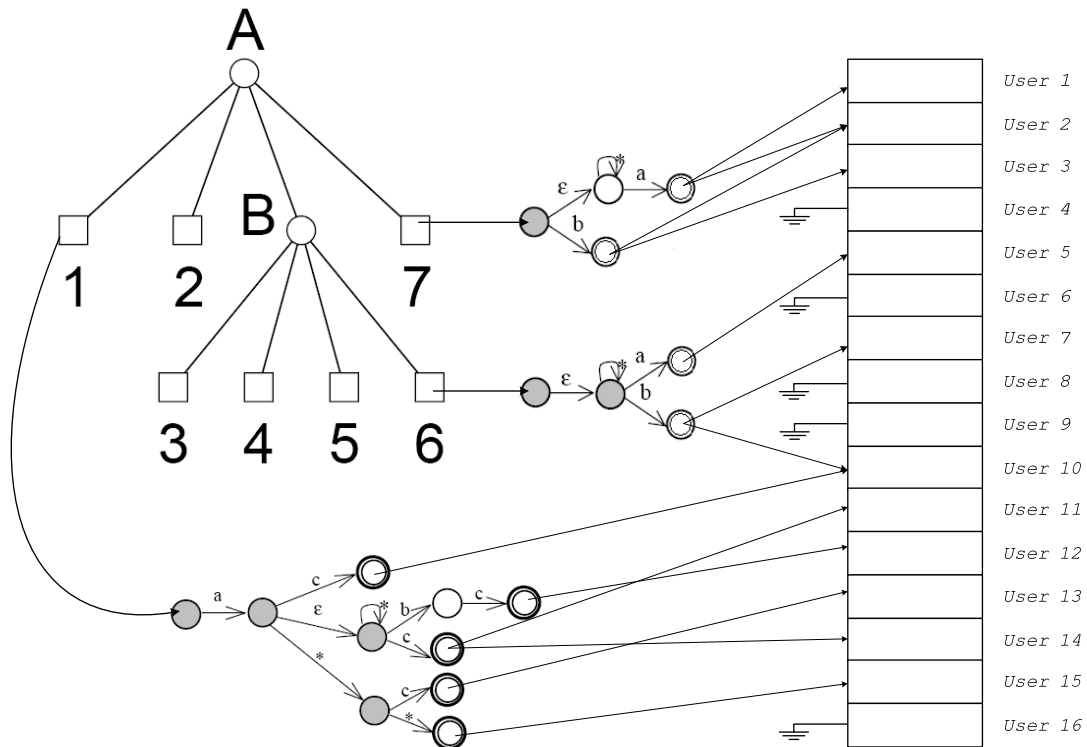 A
B
1
2
7
3
4
5
6
ε
*
a
b
ε
*
a
b
a
c
ε
*
b
c
c
*
c
*
User 1
User 2
User 3
User 4
User 5
User 6
User 7
User 8
User 9
User 10
User 11
User 12
User 13
User 14
User 15
User 16